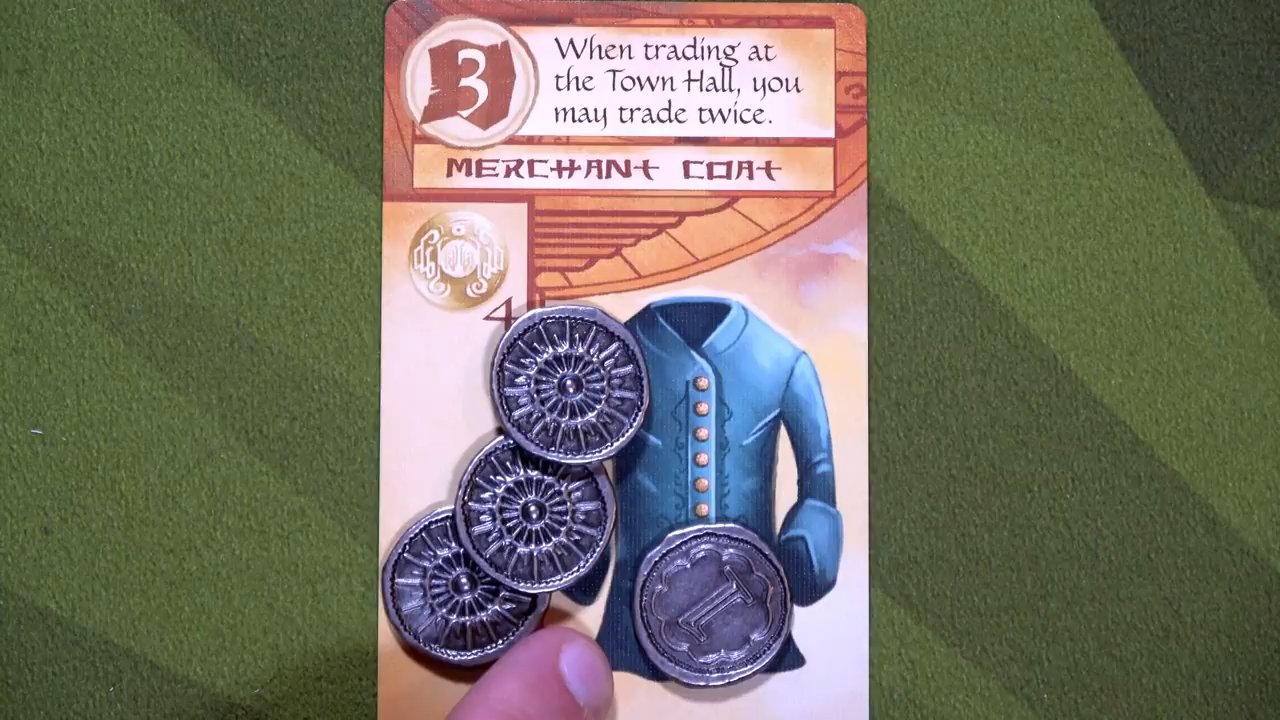 3
When trading at
the Town Hall, you
may trade twice.
MERCHANT COAT
4
I